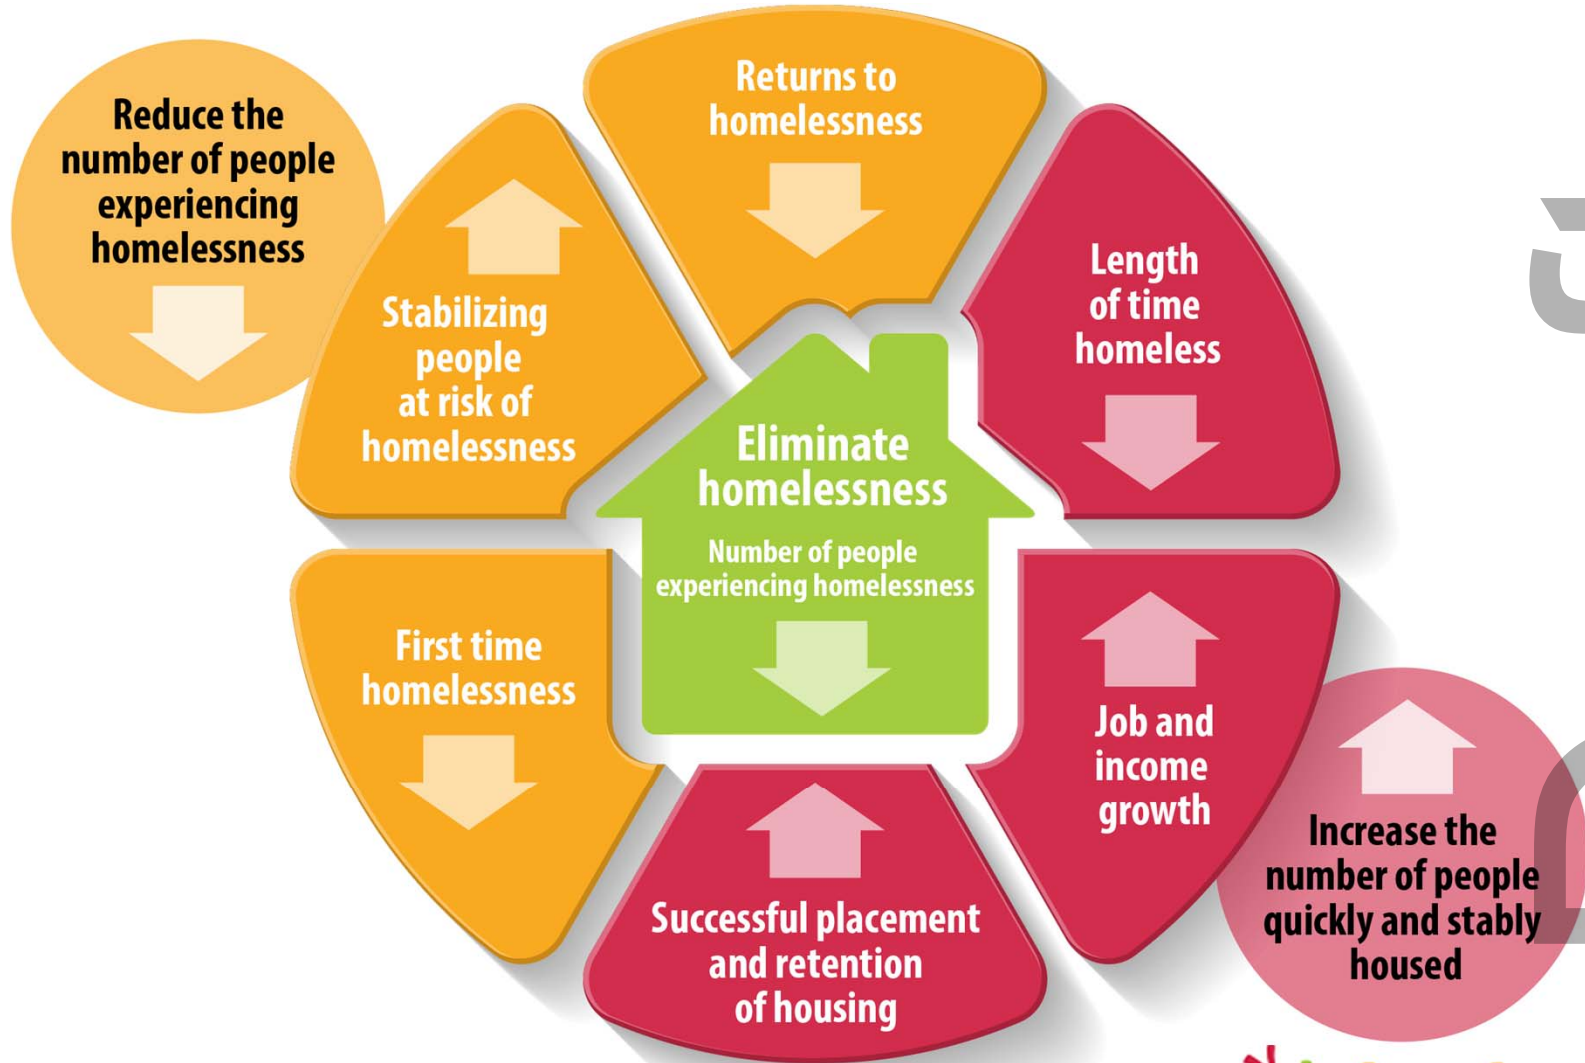 Reduce the
number of people
experiencing
homelessness
Returns to
homelessness
Stabilizing
people
at risk of
homelessness
Length
of time
homeless
Eliminate
homelessness
Number of people
experiencing homelessness
First time
homelessness
Job and
income
growth
Successful placement
and retention
of housing
Increase the
number of people
quickly and stably
housed